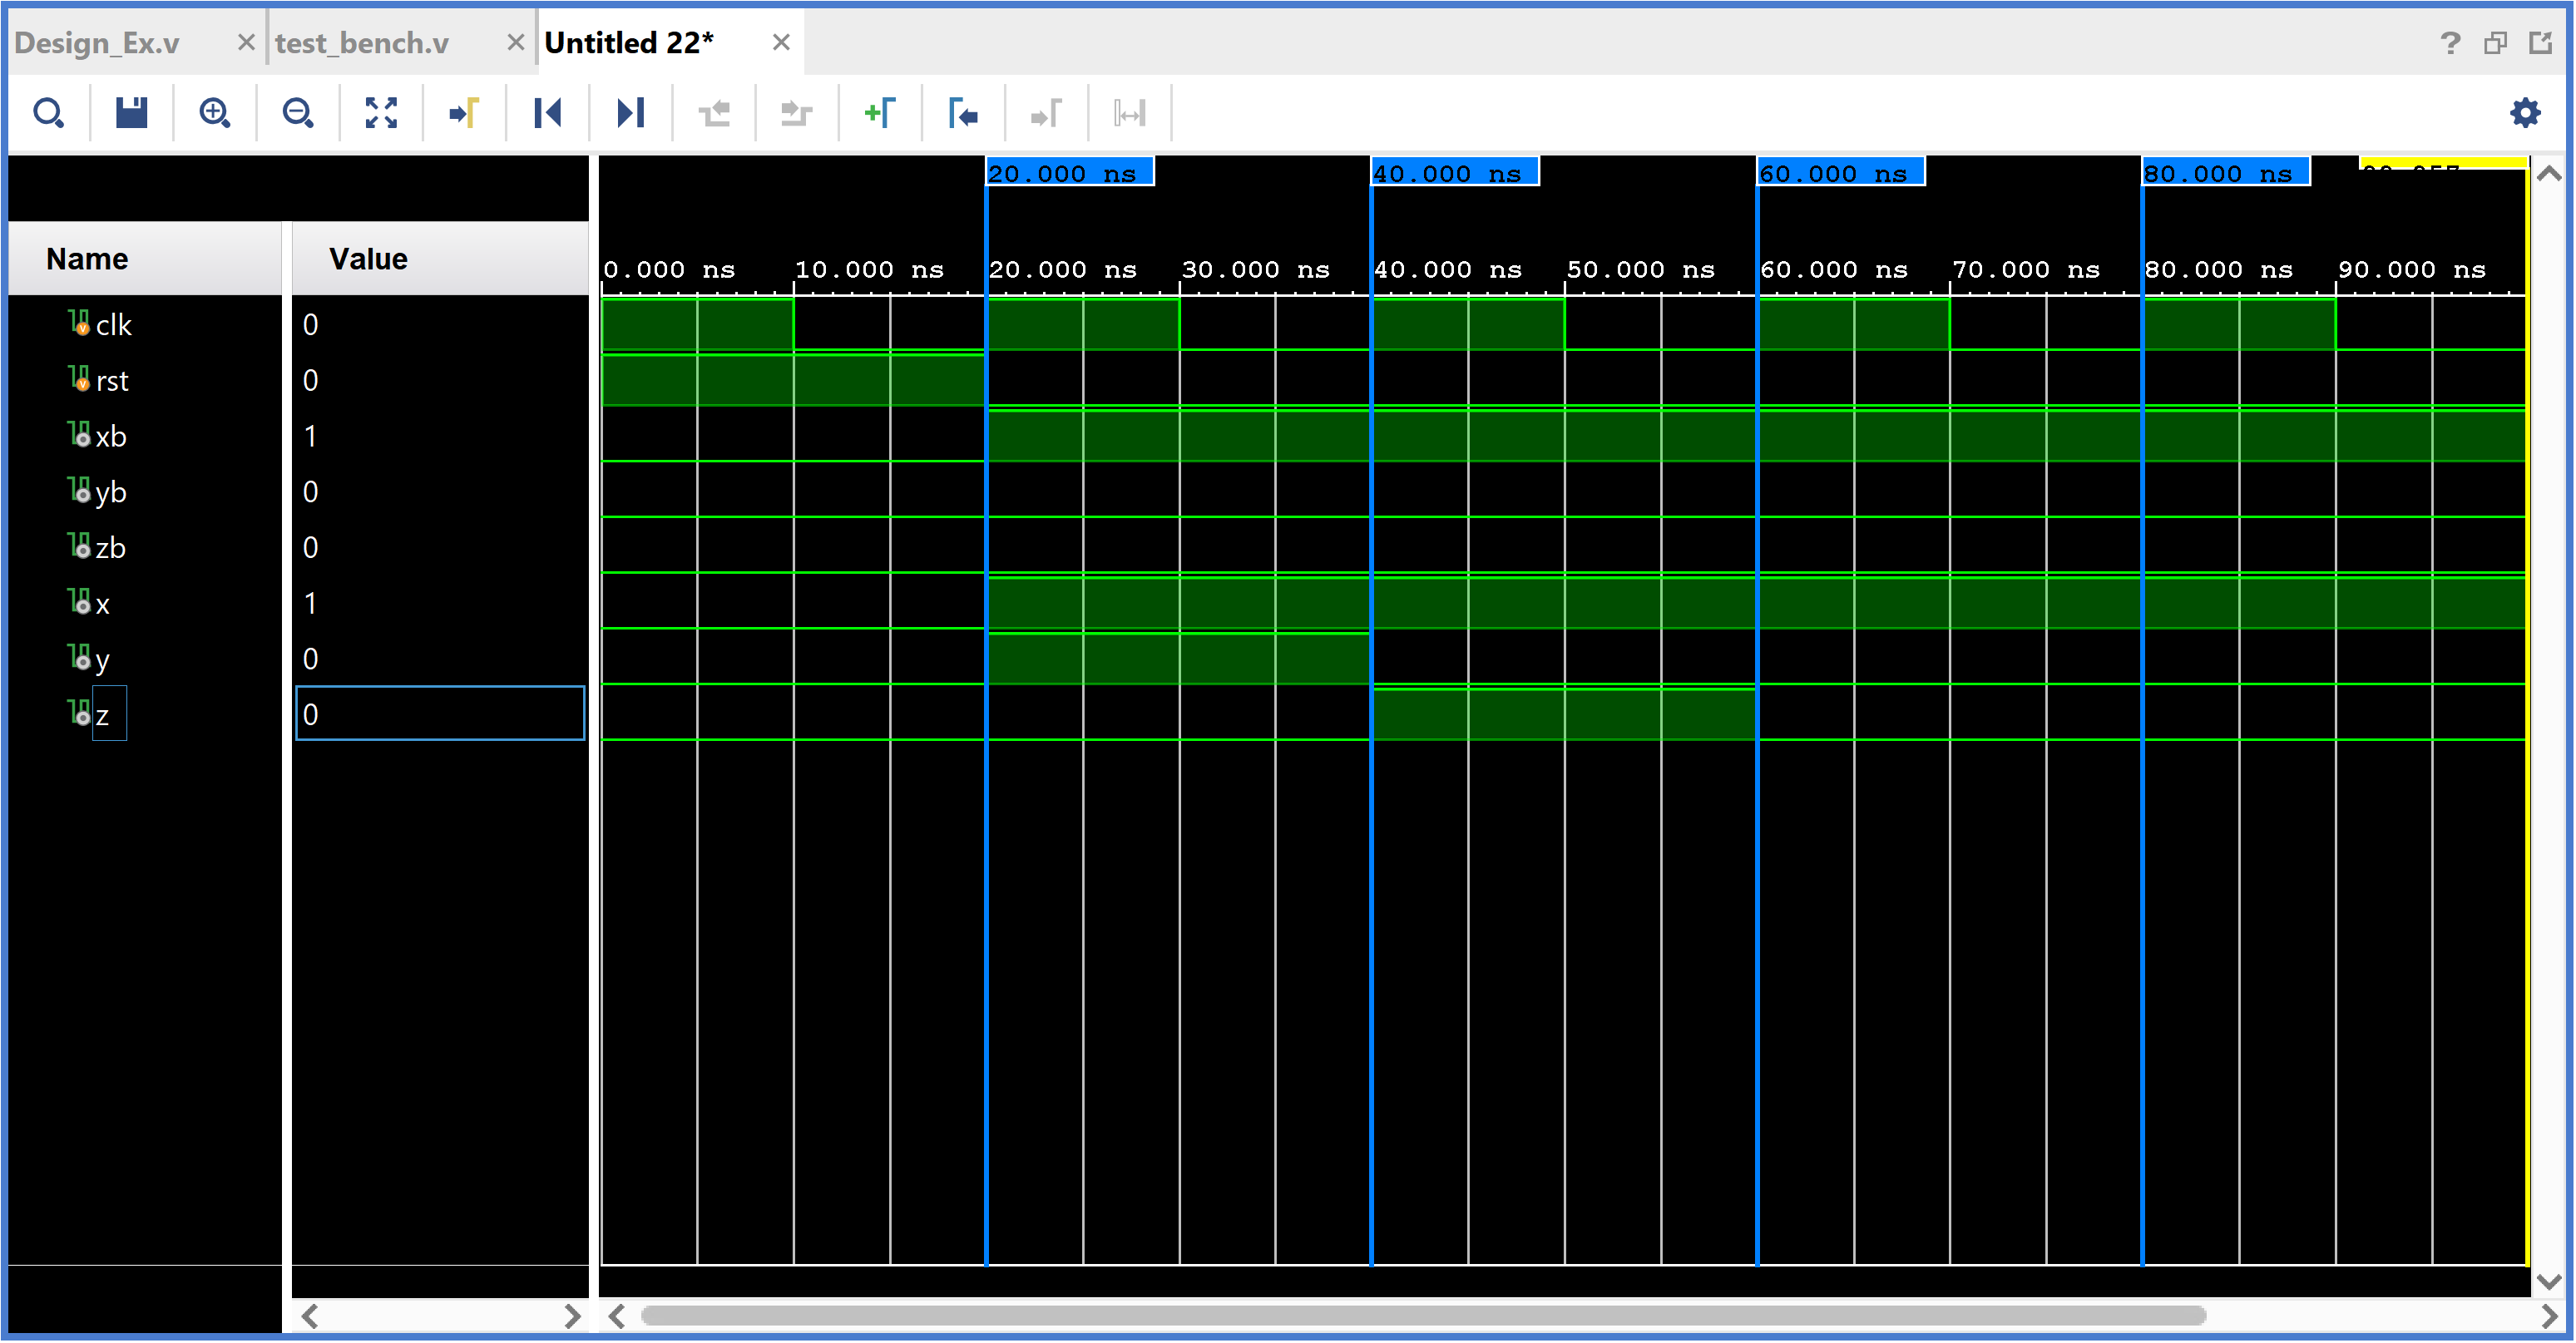 Design_Ex.v test_bench.v Untitled 22*
20.000 ns 40.000 ns 60.000 ns 80.000 ns
Name Value
0.000 ns 10.000 ns 20.000 ns 30.000 ns 40.000 ns 50.000 ns 60.000 ns 70.000 ns 80.000 ns 90.000 ns
clk 0
rst 0
xb 1
yb 0
zb 0
x 1
y 0
z 0